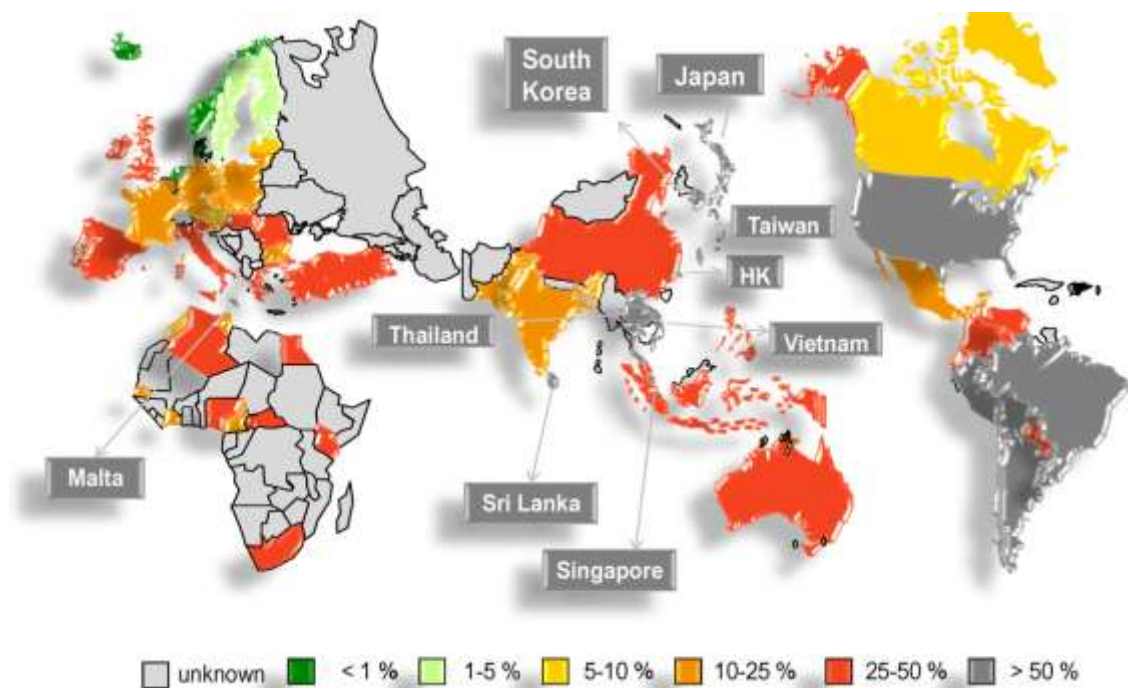 South
Korea
Japan
Taiwan
HK
Thailand
Vietnam
Malta
Sri Lanka
Singapore
unknown < 1 % 1-5 % 5-10 % 10-25 % 25-50 % > 50 %